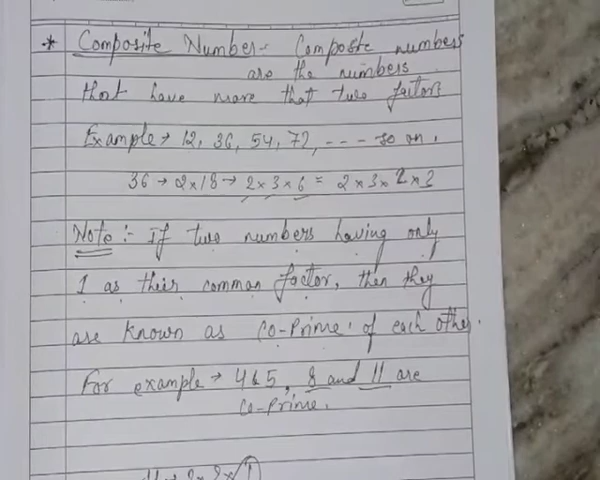 * Composite Number- Composte numbers
are the numbers
that have more that two factors
Example → 12, 36, 54, 72, --- so on.
36 → 2×18 → 2×3×6 = 2×3×2×3
Note :- If two numbers having only
1 as their common factor, then they
are known as Co-Prime. of each other.
For example → 4 & 5, 8 and 11 are
Co-Prime.